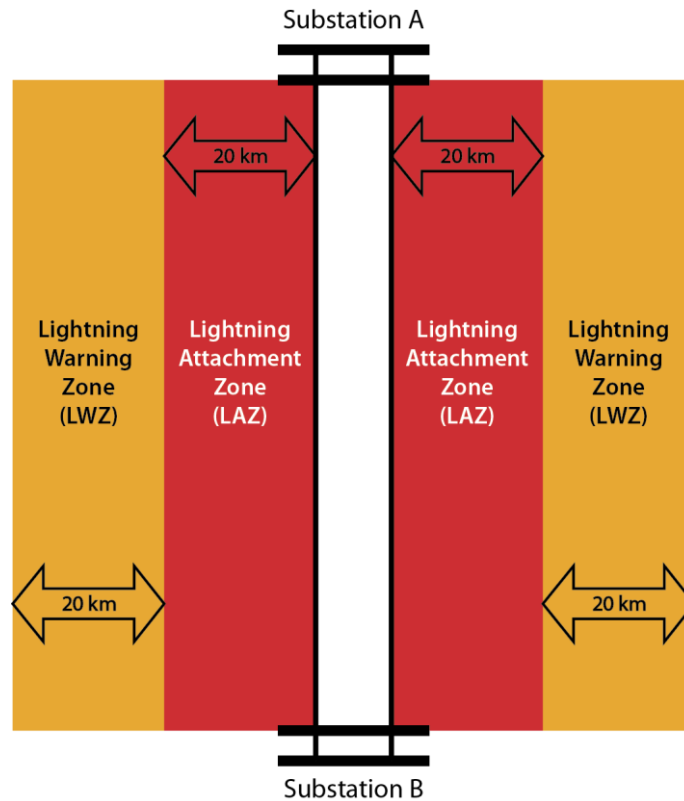 Substation A
20 km
20 km
Lightning
Warning
Zone
(LWZ)
Lightning
Attachment
Zone
(LAZ)
Lightning
Attachment
Zone
(LAZ)
Lightning
Warning
Zone
(LWZ)
20 km
20 km
Substation B